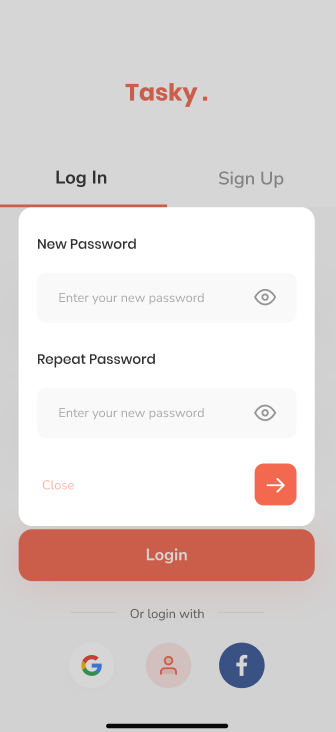 Tasky .
Log In
Sign Up
New Password
Enter your new password
Repeat Password
Enter your new password
Close
Login
Or login with